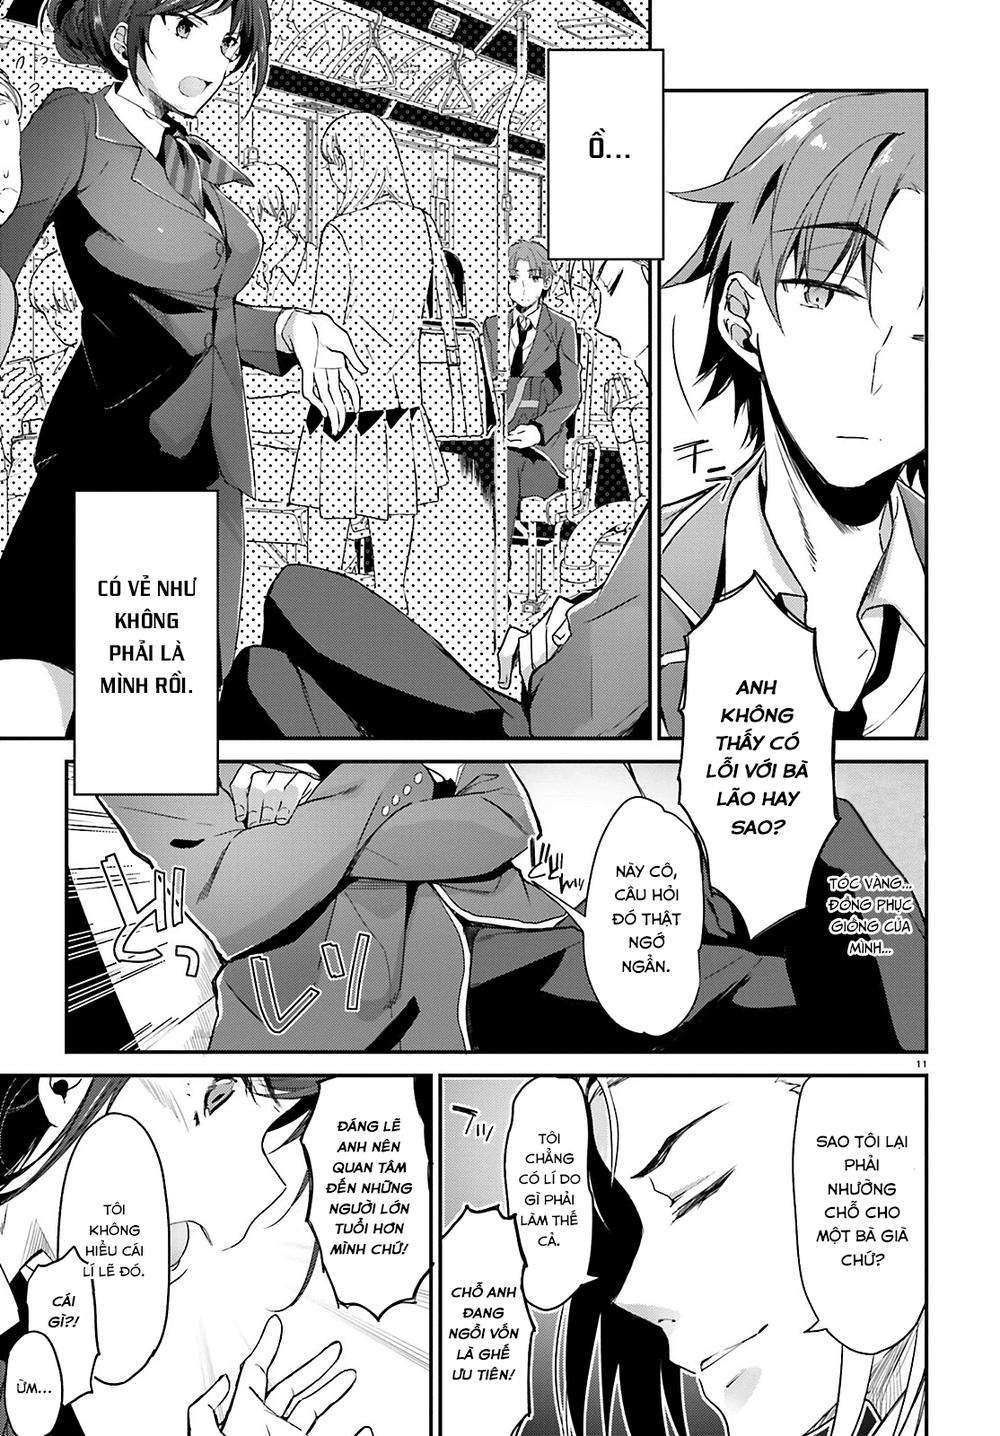 Ồ...
CÓ VẺ NHƯ
KHÔNG
PHẢI LÀ
MÌNH RỒI.
ANH
KHÔNG
THẤY CÓ
LỖI VỚI BÀ
LÃO HAY
SAO?
TÓC VÀNG...
ĐỒNG PHỤC
GIỐNG CỦA
MÌNH...
NÀY CÔ,
CÂU HỎI
ĐÓ THẬT
NGỚ
NGẨN.
11
SAO TÔI LẠI
PHẢI
NHƯỜNG
CHỖ CHO
MỘT BÀ GIÀ
CHỨ?
TÔI
CHẲNG
CÓ LÍ DO
GÌ PHẢI
LÀM THẾ
CẢ.
CHỖ ANH
ĐANG
NGỒI VỐN
LÀ GHẾ
ƯU TIÊN!
ĐÁNG LẼ
ANH NÊN
QUAN TÂM
ĐẾN NHỮNG
NGƯỜI LỚN
TUỔI HƠN
MÌNH CHỨ!
TÔI
KHÔNG
HIỂU CÁI
LÍ LẼ ĐÓ.
CÁI
GÌ?!
ỪM...